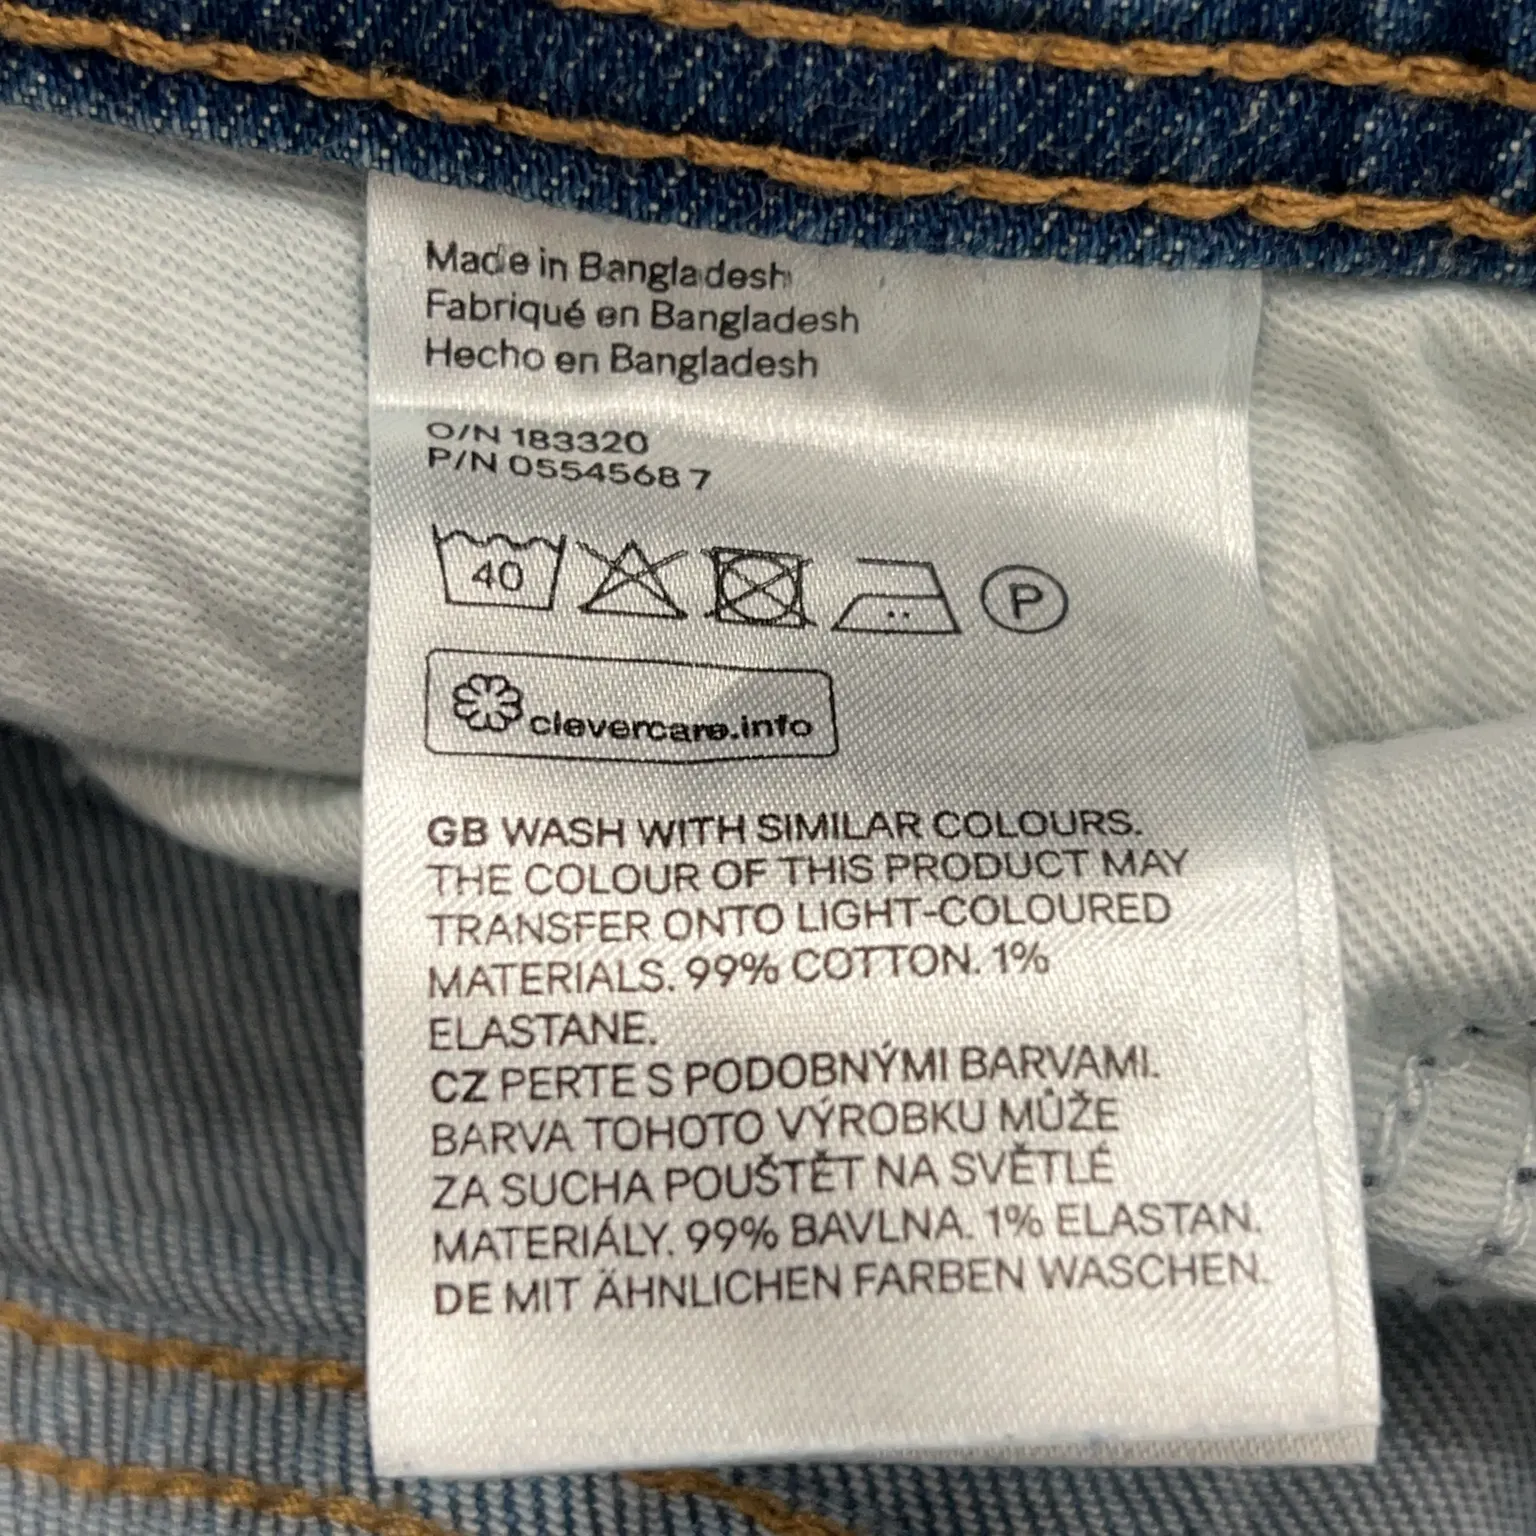 Made in Bangladesh
Fabriqué en Bangladesh
Hecho en Bangladesh
O/N 183320
P/N 0554568 7
40
P
clevercare.info
GB WASH WITH SIMILAR COLOURS.
THE COLOUR OF THIS PRODUCT MAY
TRANSFER ONTO LIGHT-COLOURED
MATERIALS. 99% COTTON. 1%
ELASTANE.
CZ PERTE S PODOBNÝMI BARVAMI.
BARVA TOHOTO VÝROBKU MŮŽE
ZA SUCHA POUŠTĚT NA SVĚTLÉ
MATERIÁLY. 99% BAVLNA. 1% ELASTAN.
DE MIT ÄHNLICHEN FARBEN WASCHEN.